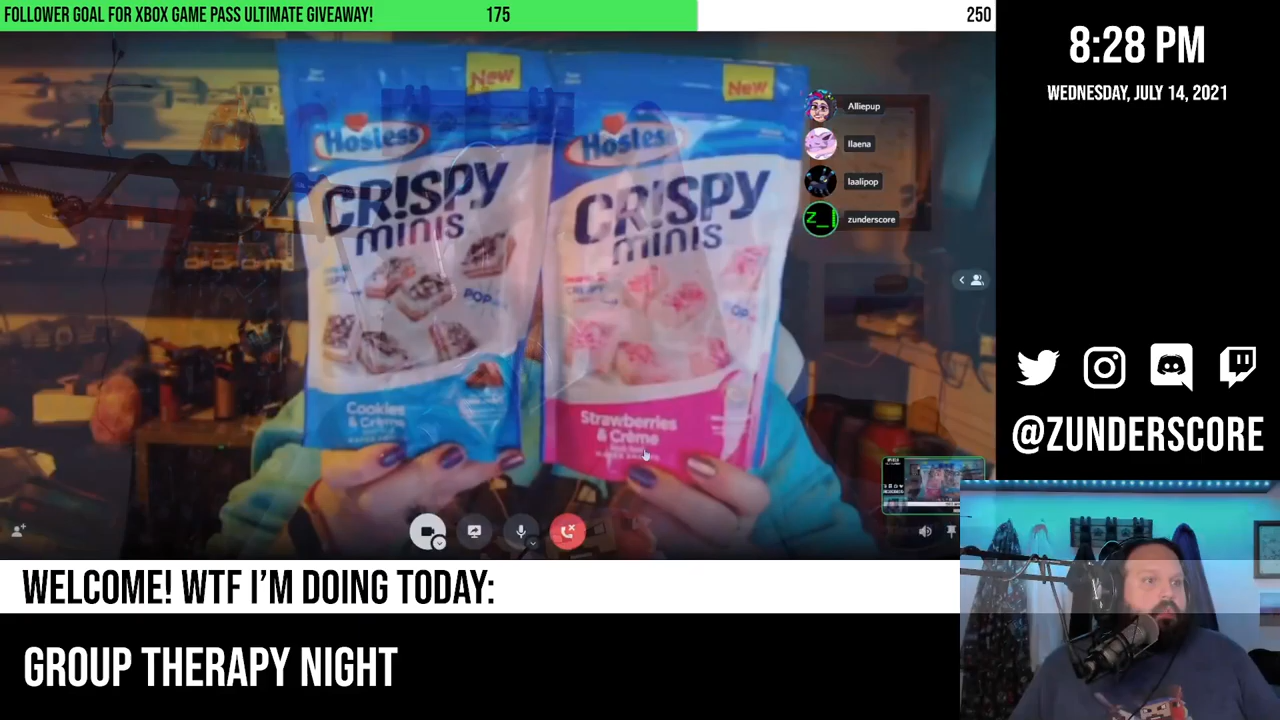 FOLLOWER GOAL FOR XBOX GAME PASS ULTIMATE GIVEAWAY! 175 250
8:28 PM
WEDNESDAY, JULY 14, 2021
New
New
Hostess
Hostess
CR!SPY
minis
CR!SPY
minis
POP
Cookies
& Crème
Strawberries
& Crème
Alliepup
llaena
laalipop
Z_
zunderscore
@ZUNDERSCORE
WELCOME! WTF I'M DOING TODAY:
GROUP THERAPY NIGHT